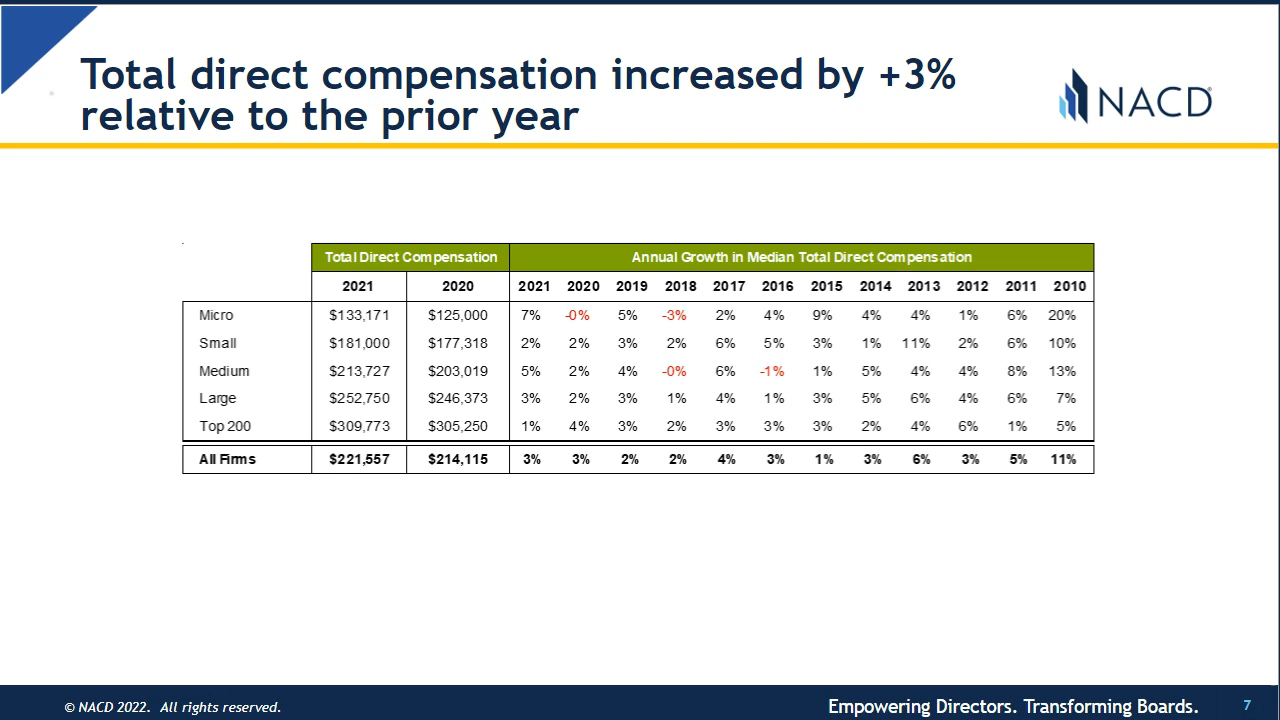 Total direct compensation increased by +3%
relative to the prior year
NACD
Total Direct Compensation Annual Growth in Median Total Direct Compensation
2021 2020 2021 2020 2019 2018 2017 2016 2015 2014 2013 2012 2011 2010
Micro $133,171 $125,000 7% -0% 5% -3% 2% 4% 9% 4% 4% 1% 6% 20%
Small $181,000 $177,318 2% 2% 3% 2% 6% 5% 3% 1% 11% 2% 6% 10%
Medium $213,727 $203,019 5% 2% 4% -0% 6% -1% 1% 5% 4% 4% 8% 13%
Large $252,750 $246,373 3% 2% 3% 1% 4% 1% 3% 5% 6% 4% 6% 7%
Top 200 $309,773 $305,250 1% 4% 3% 2% 3% 3% 3% 2% 4% 6% 1% 5%
All Firms $221,557 $214,115 3% 3% 2% 2% 4% 3% 1% 3% 6% 3% 5% 11%
© NACD 2022. All rights reserved. Empowering Directors. Transforming Boards. 7